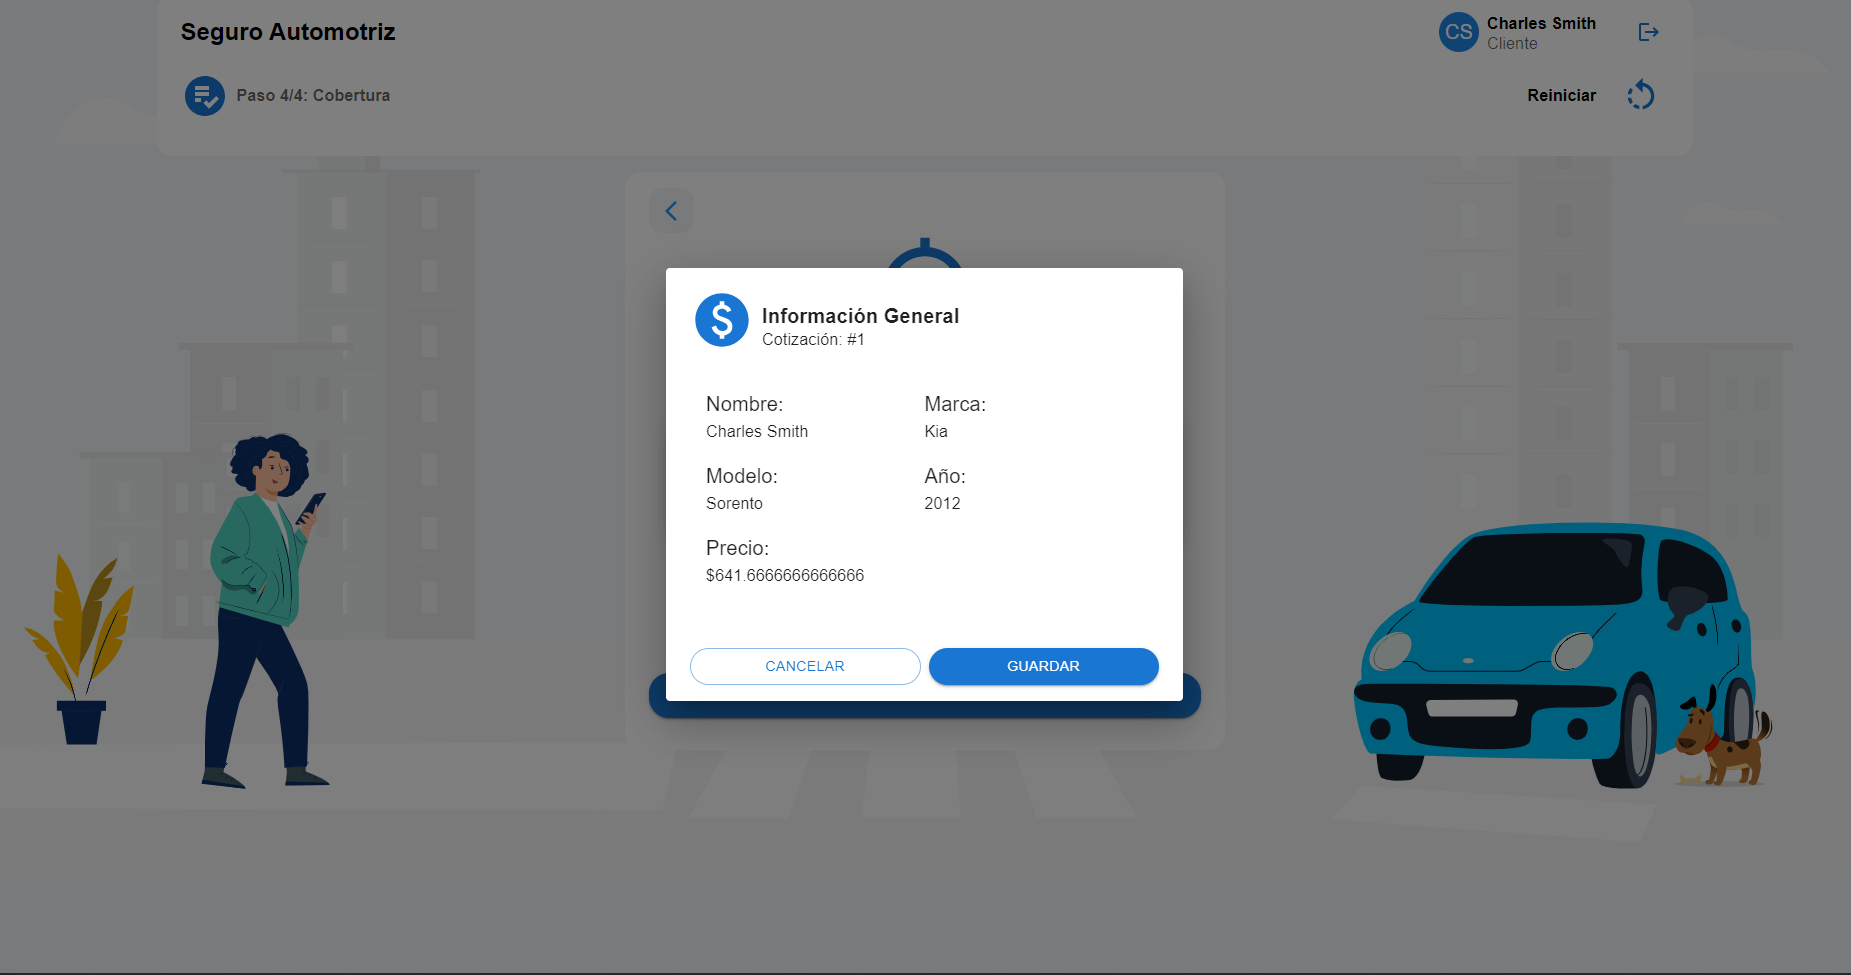 Seguro Automotriz
CS
Charles Smith
Cliente
Paso 4/4: Cobertura
Reiniciar
$
Información General
Cotización: #1
Nombre:
Charles Smith
Marca:
Kia
Modelo:
Sorento
Año:
2012
Precio:
$641.6666666666666
CANCELAR
GUARDAR